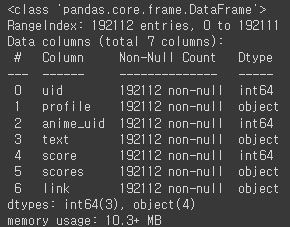 <class 'pandas.core.frame.DataFrame'>
RangeIndex: 192112 entries, 0 to 192111
Data columns (total 7 columns):
 #   Column     Non-Null Count   Dtype
---  ------     --------------   -----
 0   uid        192112 non-null  int64
 1   profile    192112 non-null  object
 2   anime_uid  192112 non-null  int64
 3   text       192112 non-null  object
 4   score      192112 non-null  int64
 5   scores     192112 non-null  object
 6   link       192112 non-null  object
dtypes: int64(3), object(4)
memory usage: 10.3+ MB